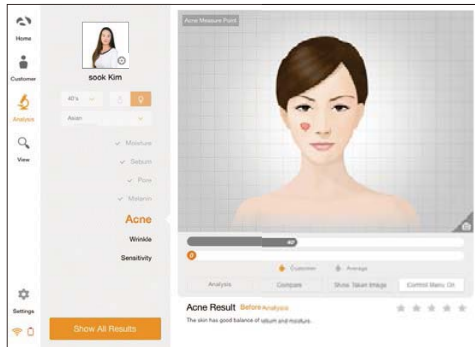 Home
Customer
Analysis
View
Settings
sook Kim
40's
Asian
Moisture
Sebum
Pore
Melanin
Acne
Wrinkle
Sensitivity
Show All Results
Acne Measure Point
40'
0
Customer
Average
Analysis
Compare
Show Taken Image
Control Menu On
Acne Result Before Analysis
The skin has good balance of sebum and moisture.